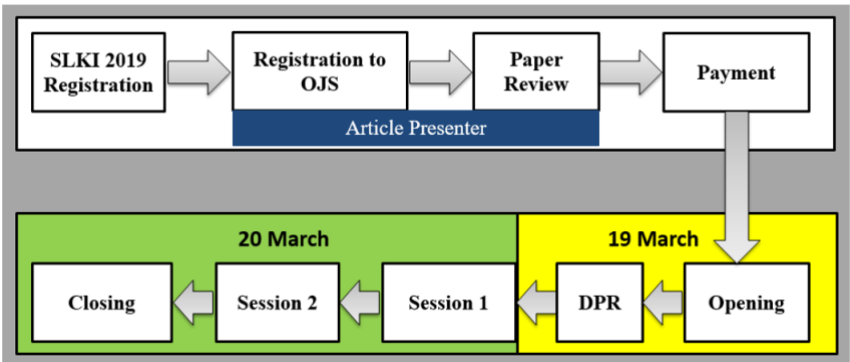 SLKI 2019
Registration
Registration to
OJS
Paper
Review
Payment
Article Presenter
20 March
19 March
Closing
Session 2
Session 1
DPR
Opening